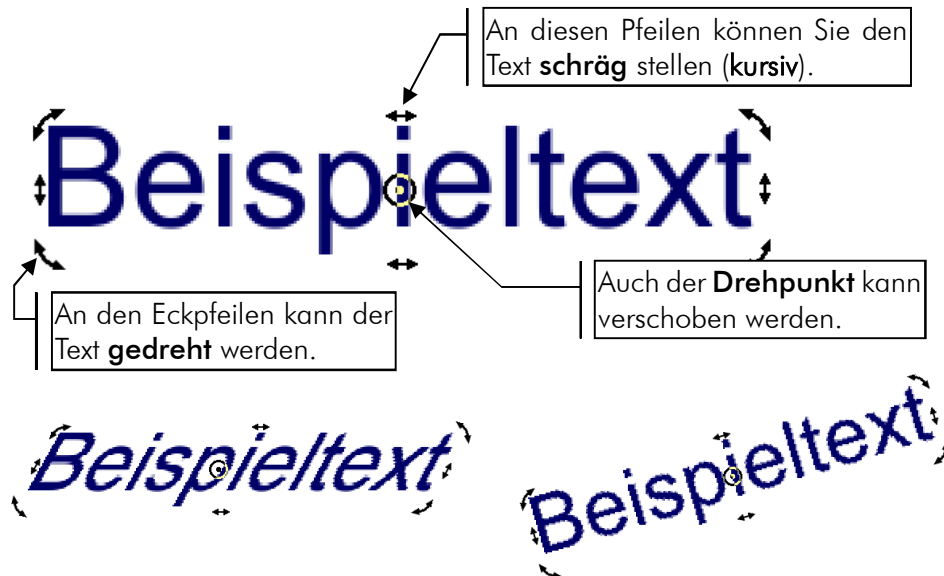 An diesen Pfeilen können Sie den
Text schräg stellen (kursiv).
Beispieltext
Auch der Drehpunkt kann
verschoben werden.
An den Eckpfeilen kann der
Text gedreht werden.
Beispieltext
Beispieltext